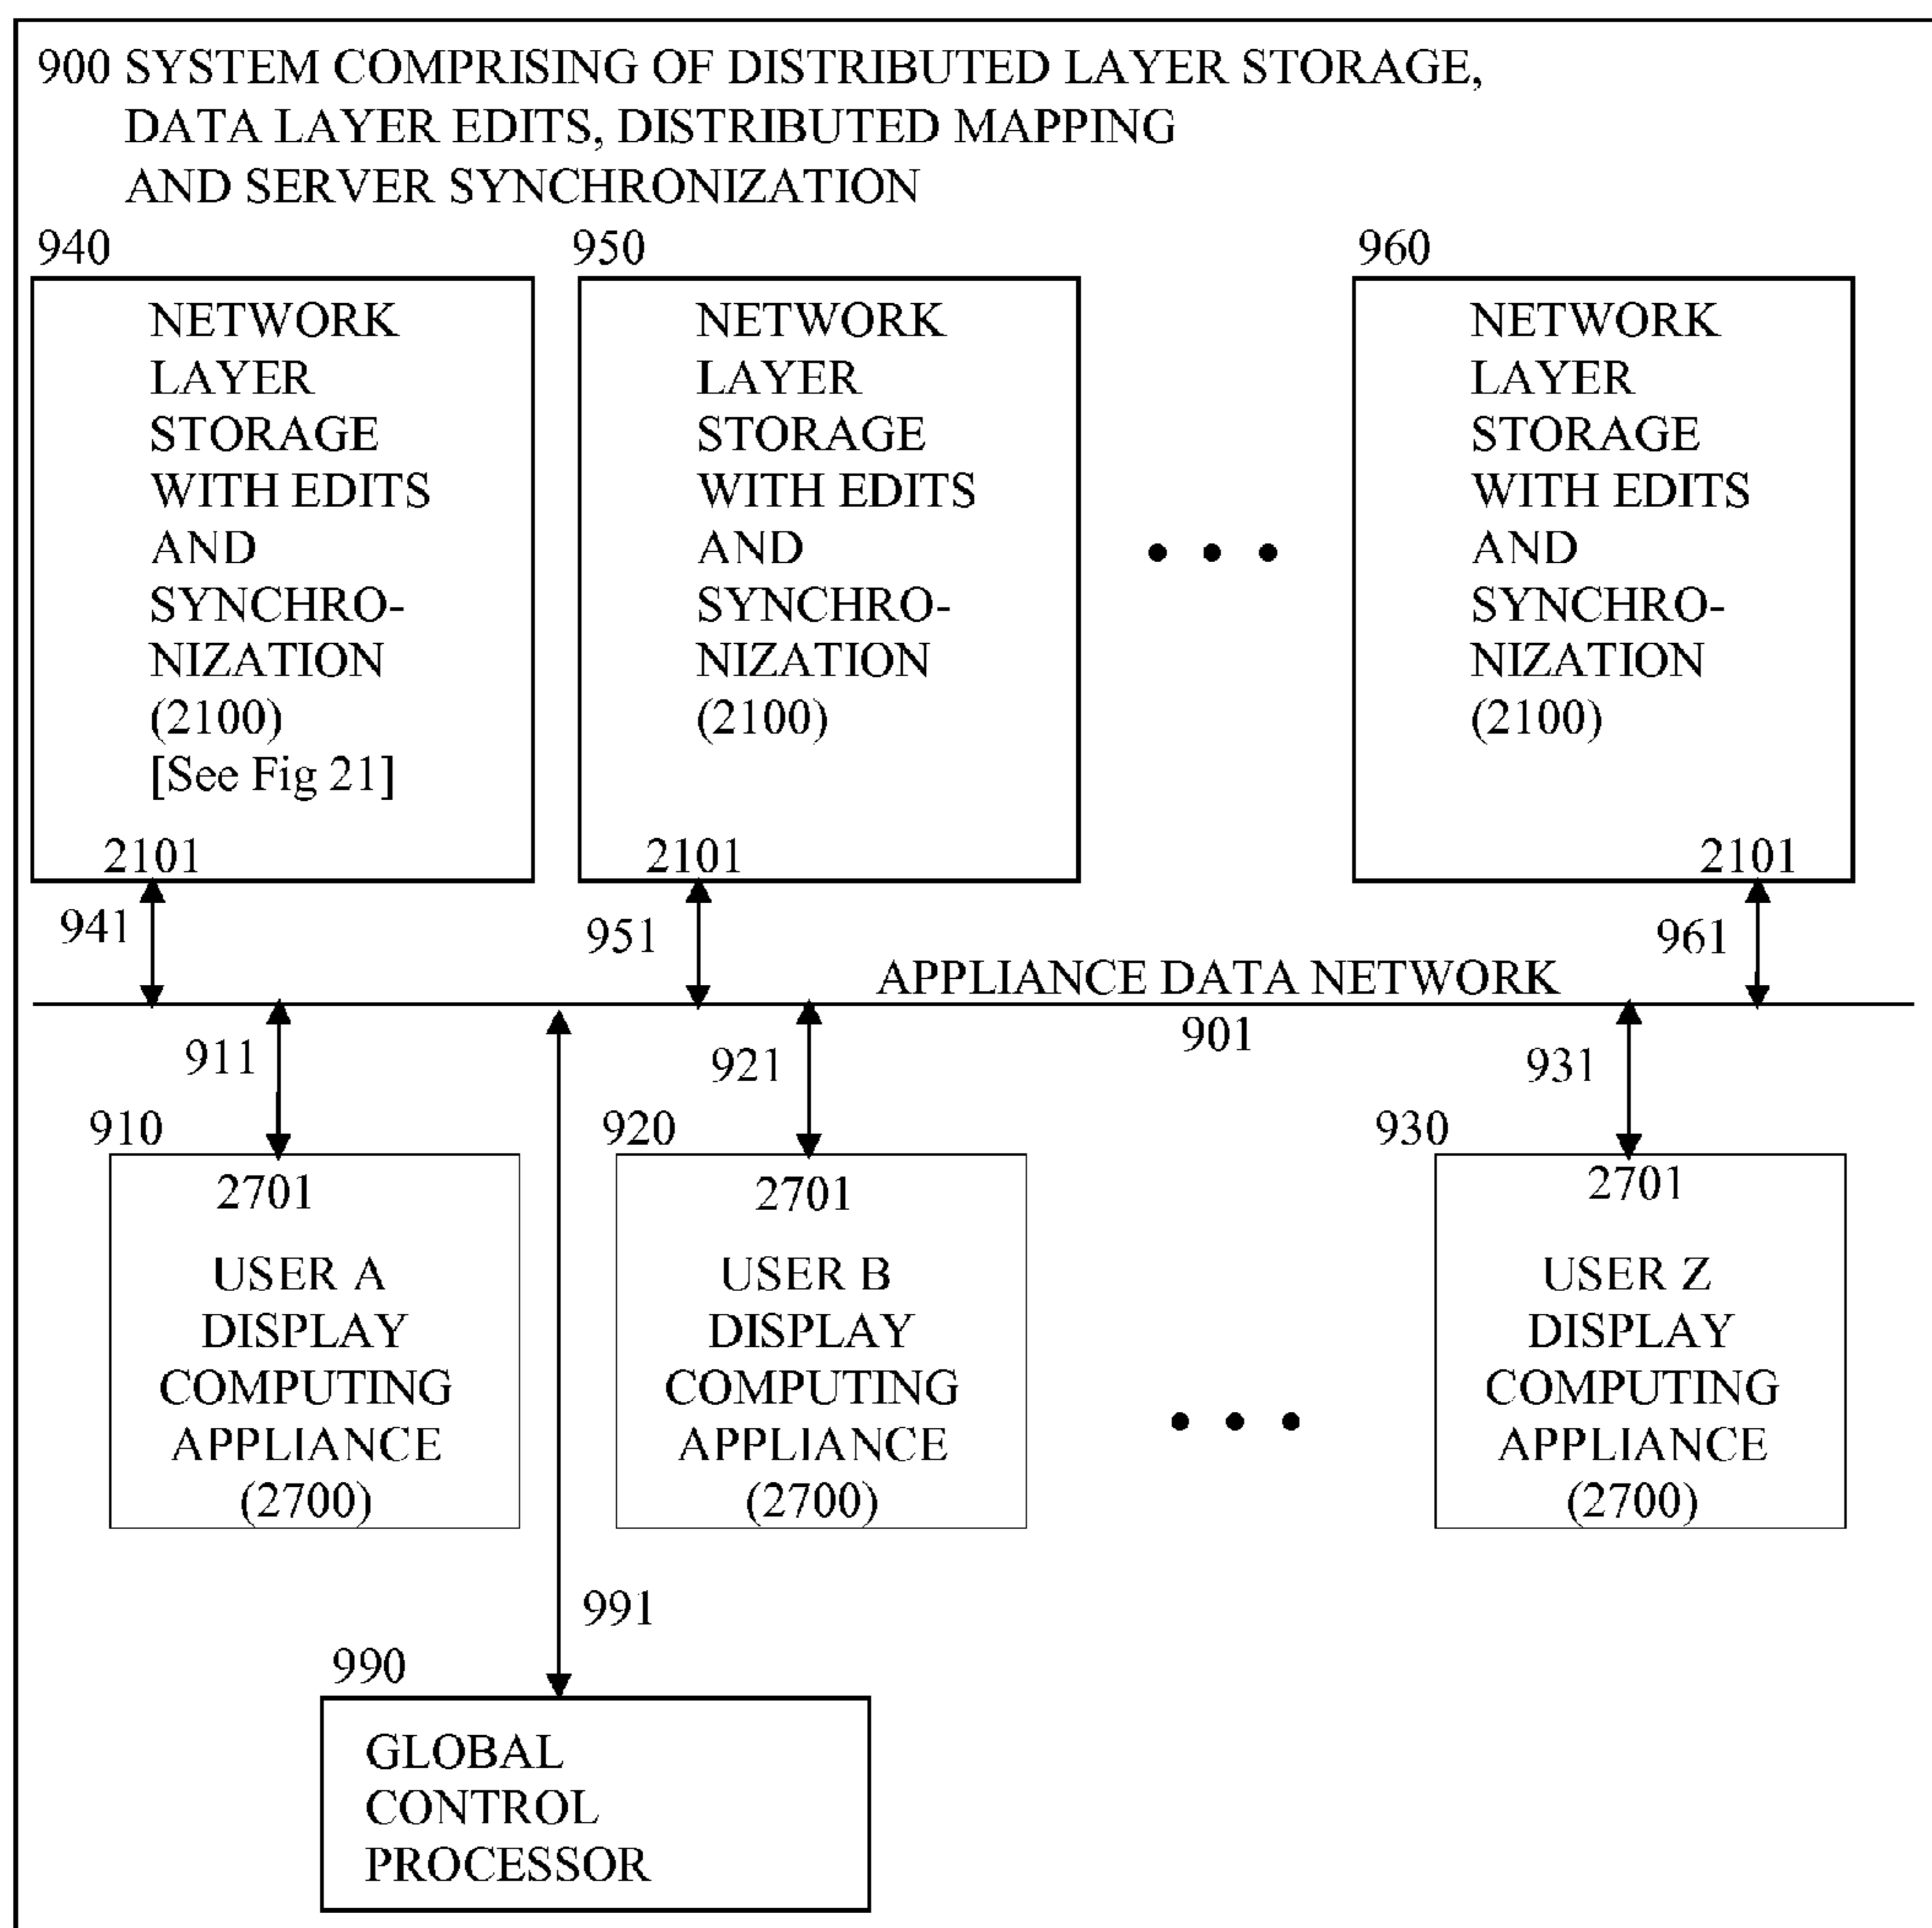 900 SYSTEM COMPRISING OF DISTRIBUTED LAYER STORAGE,
DATA LAYER EDITS, DISTRIBUTED MAPPING
AND SERVER SYNCHRONIZATION
940
NETWORK
LAYER
STORAGE
WITH EDITS
AND
SYNCHRO-
NIZATION
(2100)
[See Fig 21]
2101
950
NETWORK
LAYER
STORAGE
WITH EDITS
AND
SYNCHRO-
NIZATION
(2100)
2101
960
NETWORK
LAYER
STORAGE
WITH EDITS
AND
SYNCHRO-
NIZATION
(2100)
2101
941
951
961
APPLIANCE DATA NETWORK
901
911
921
931
910
2701
USER A
DISPLAY
COMPUTING
APPLIANCE
(2700)
920
2701
USER B
DISPLAY
COMPUTING
APPLIANCE
(2700)
930
2701
USER Z
DISPLAY
COMPUTING
APPLIANCE
(2700)
991
990
GLOBAL
CONTROL
PROCESSOR